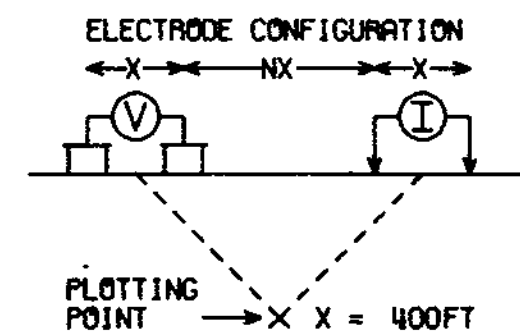 ELECTRODE CONFIGURATION
X NX X
V I
PLOTTING
POINT X X = 400FT